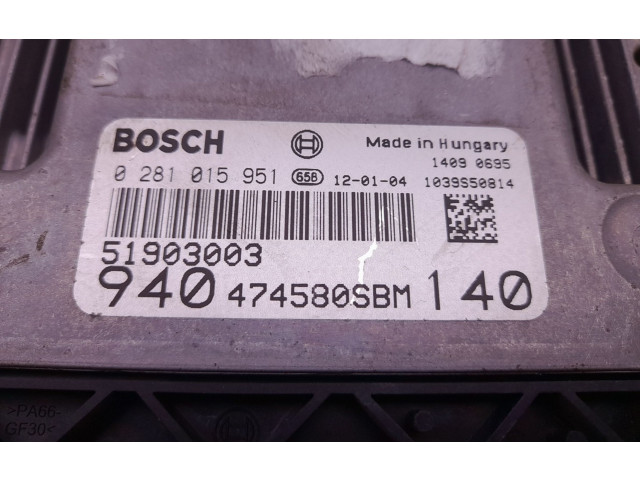 BOSCH Made in Hungary
1409 0695
0 281 015 951 658 12-01-04 1039S50814
51903003
940 474580SBM 140
>PA66-
GF30<